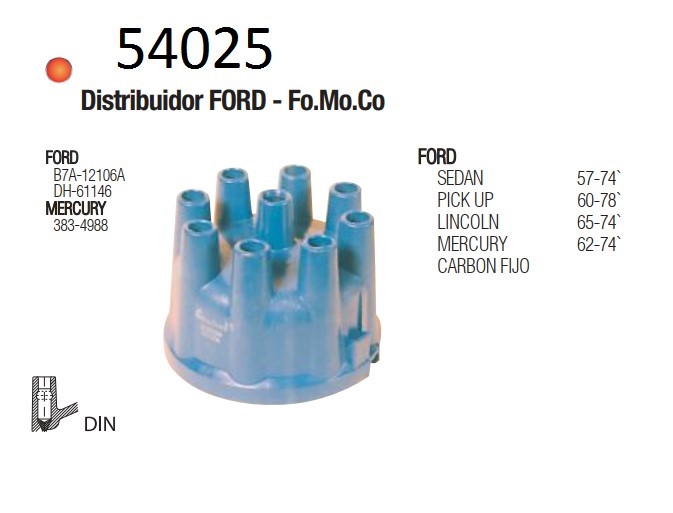 54025
Distribuidor FORD - Fo.Mo.Co
FORD
B7A-12106A
DH-61146
MERCURY
383-4988
FORD
SEDAN 57-74`
PICK UP 60-78`
LINCOLN 65-74`
MERCURY 62-74`
CARBON FIJO
DIN